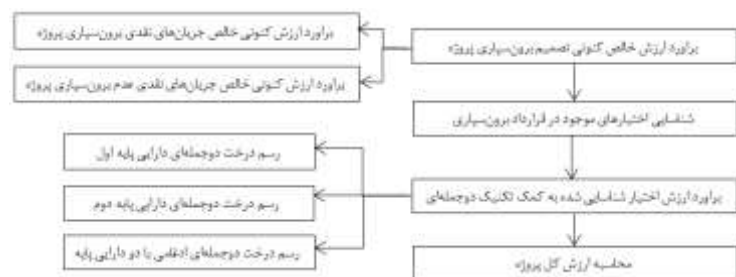 برآورد ارزش خالص کنونی تصمیم برون‌سپاری پروژه
برآورد ارزش کنونی خالص جریان‌های نقدی برون‌سپاری پروژه
برآورد ارزش کنونی خالص جریان‌های نقدی عدم برون‌سپاری پروژه
شناسایی اختیارهای موجود در قرارداد برون‌سپاری
برآورد ارزش اختیار شناسایی شده به کمک تکنیک دوجمله‌ای
رسم درخت دوجمله‌ای دارایی پایه اول
رسم درخت دوجمله‌ای دارایی پایه دوم
رسم درخت دوجمله‌ای ادغامی با دو دارایی پایه
محاسبه ارزش کل پروژه